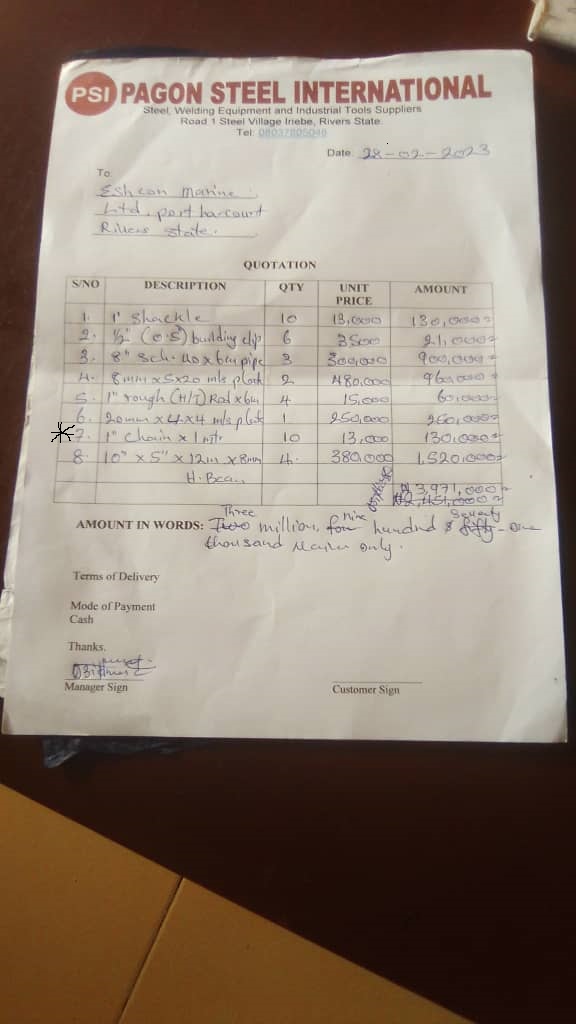 PSI PAGON STEEL INTERNATIONAL
Steel, Welding Equipment and Industrial Tools Suppliers
Road 1 Steel Village Iriebe, Rivers State.
Tel: 08037805048
Date. 28-02-2023
To.
Eshcon Marine
Ltd. port harcourt
Rivers state.
QUOTATION
S/NO DESCRIPTION QTY UNIT PRICE AMOUNT
1. 1" Shackle 10 13,000 130,000=
2. 1/2" (O.S) building clip 6 3500 21,000=
3. 8" sch. 40 x 6m pipe 3 300,000 900,000=
4. 8mm x 5 x 20 m/s plate 2 480,000 960,000=
5. 1" rough (H/T) Rod x 6m 4 15,000 60,000=
6. 20mm x 4 x 4 m/s plate 1 250,000 250,000=
7. 1" Chain x 1 mtr 10 13,000 130,000=
8. 10" x 5" x 12m x 8mm 4. 380,000 1,520,000=
H. Beam
₦3,971,000=
₦2,451,000=
Three nine Seventy
AMOUNT IN WORDS: Two million, four hundred & fifty-one
thousand Naira only.
Terms of Delivery
Mode of Payment
Cash
Thanks.
Manager Sign
Customer Sign